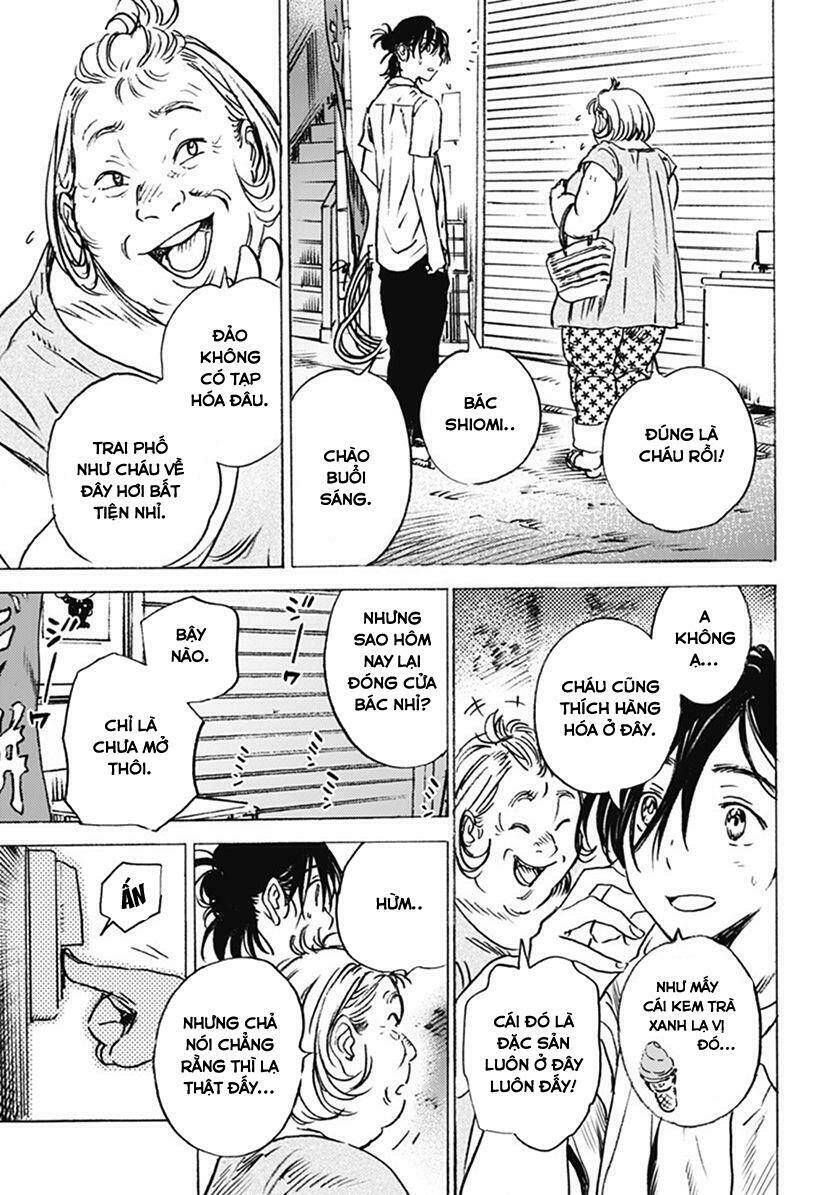 ĐÚNG LÀ
CHÁU RỒI!
BÁC
SHIOMI..
CHÀO
BUỔI
SÁNG.
ĐẢO
KHÔNG
CÓ TẠP
HÓA ĐÂU.
TRAI PHỐ
NHƯ CHÁU VỀ
ĐÂY HƠI BẤT
TIỆN NHỈ.
A
KHÔNG
Ạ...
CHÁU CŨNG
THÍCH HÀNG
HÓA Ở ĐÂY.
NHƯ MẤY
CÁI KEM TRÀ
XANH LẠ VỊ
ĐÓ...
CÁI ĐÓ LÀ
ĐẶC SẢN
LUÔN Ở ĐÂY
LUÔN ĐẤY!
NHƯNG
SAO HÔM
NAY LẠI
ĐÓNG CỬA
BÁC NHỈ?
BẬY
NÀO.
CHỈ LÀ
CHƯA MỞ
THÔI.
HỪM..
NHƯNG CHẢ
NÓI CHẲNG
RẰNG THÌ LẠ
THẬT ĐẤY...
ẤN